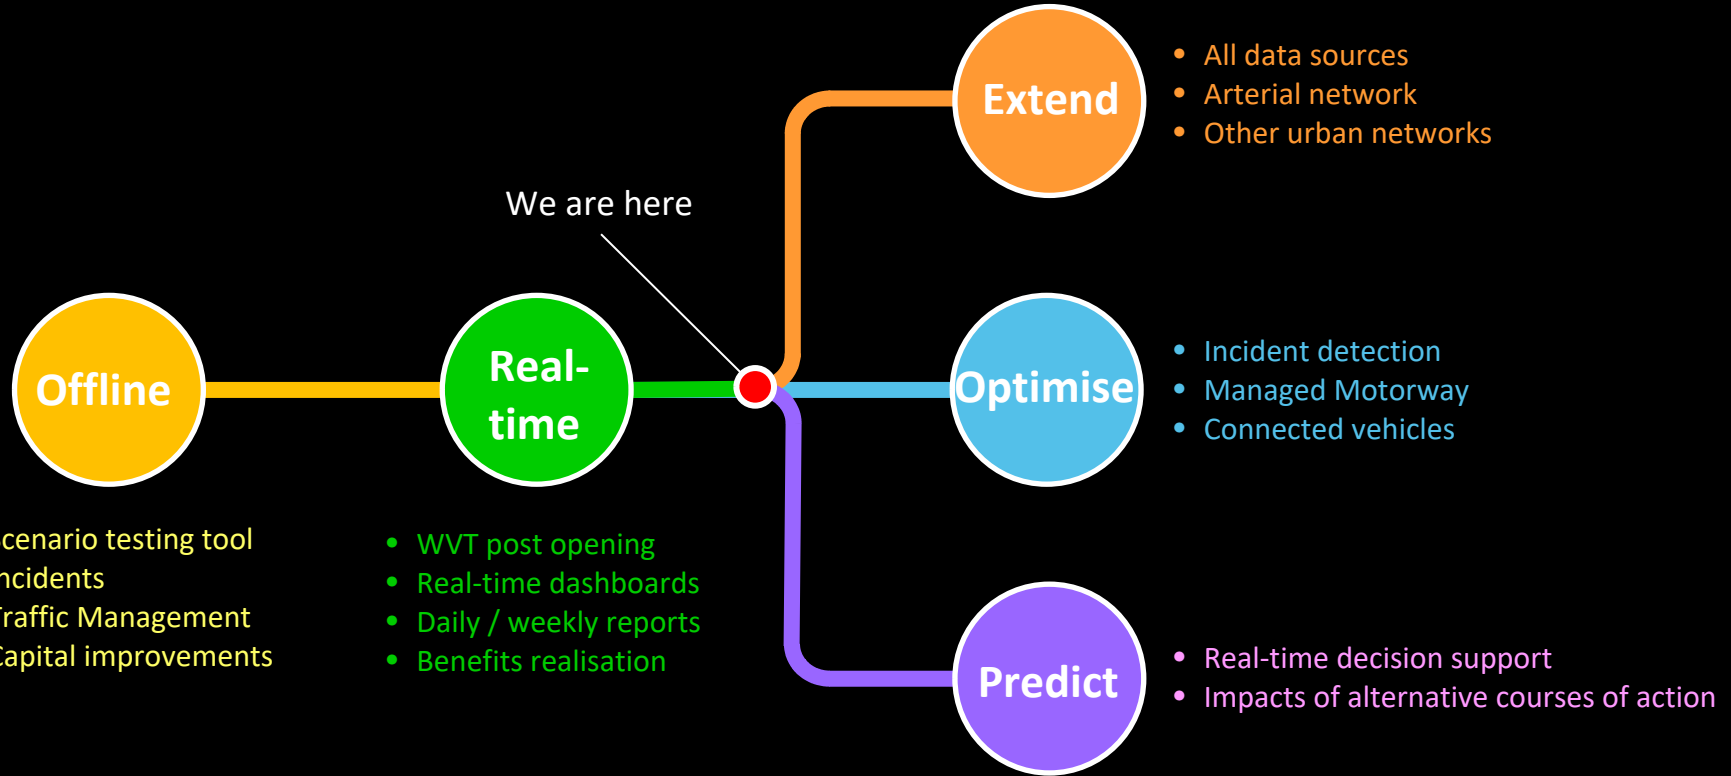 Extend
• All data sources
• Arterial network
• Other urban networks
We are here
Offline
Real-
time
Optimise
• Incident detection
• Managed Motorway
• Connected vehicles
cenario testing tool
ncidents
Traffic Management
Capital improvements
• WVT post opening
• Real-time dashboards
• Daily / weekly reports
• Benefits realisation
Predict
• Real-time decision support
• Impacts of alternative courses of action